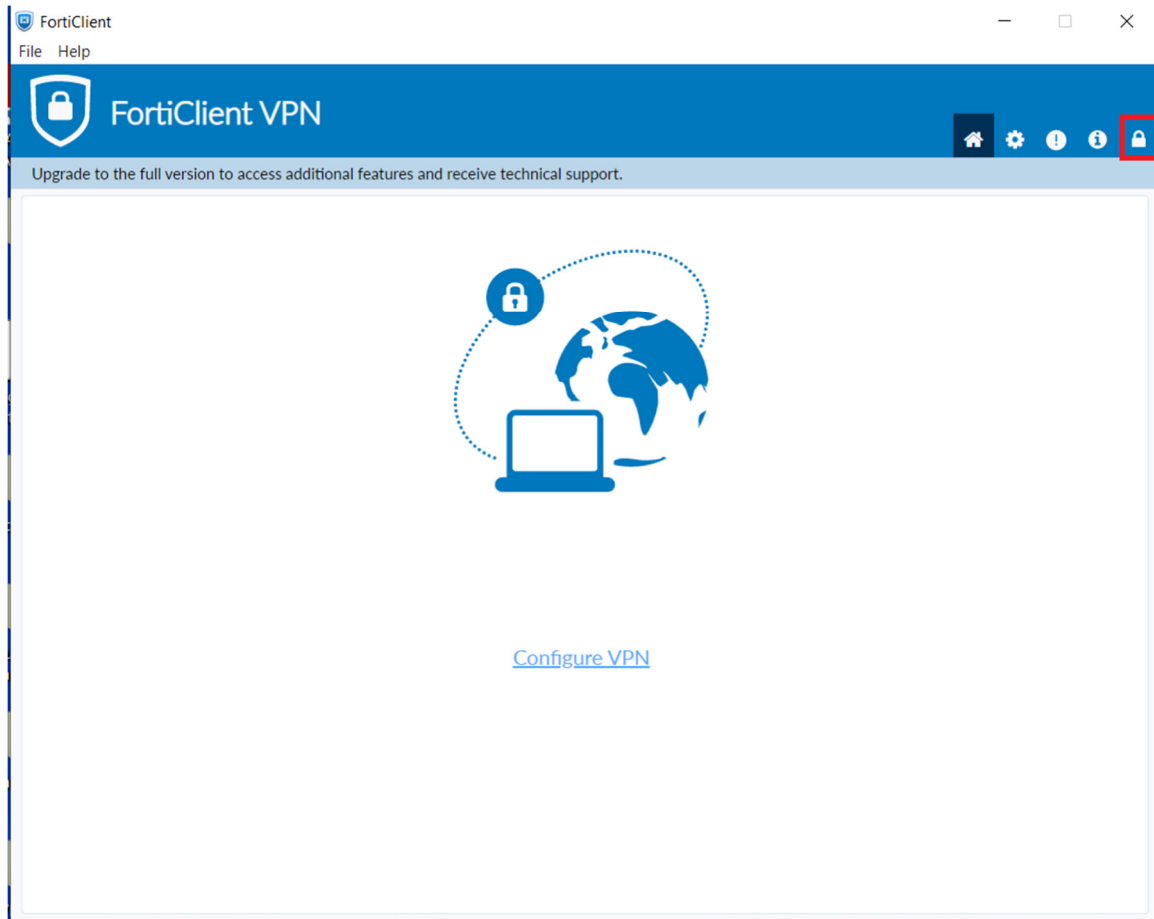 FortiClient
File Help
FortiClient VPN
Upgrade to the full version to access additional features and receive technical support.
Configure VPN